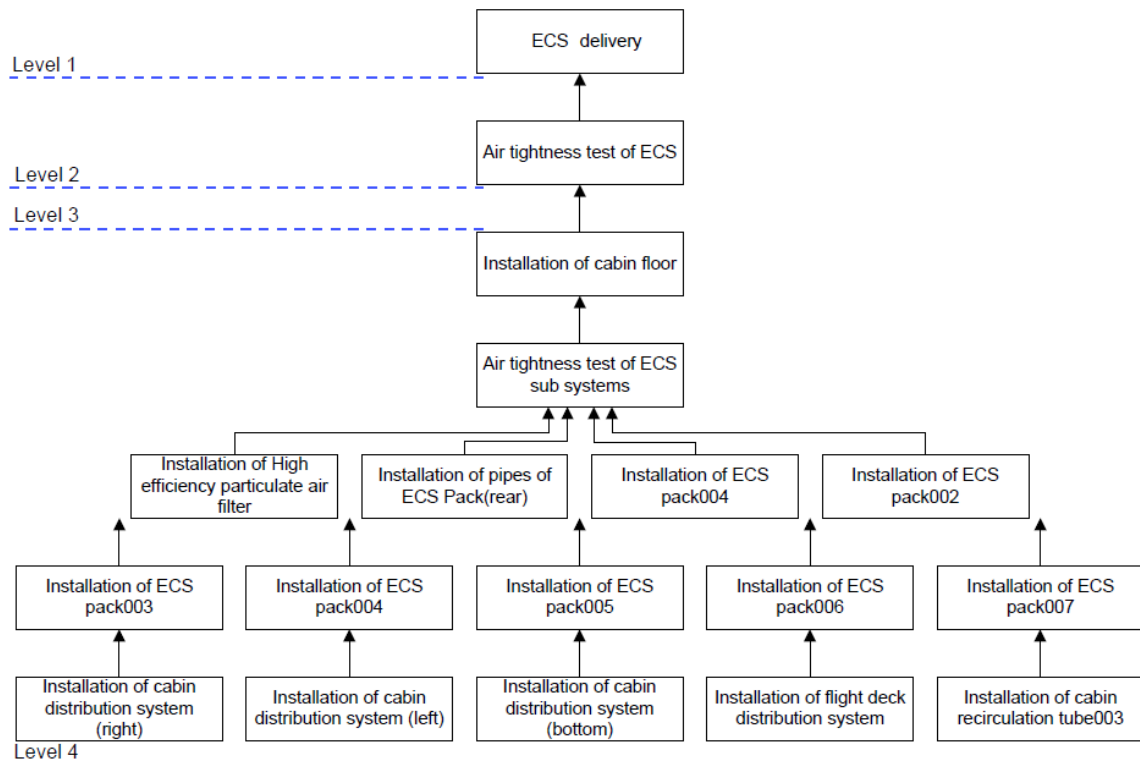 ECS delivery
Level 1
Air tightness test of ECS
Level 2
Level 3
Installation of cabin floor
Air tightness test of ECS
sub systems
Installation of High
efficiency particulate air
filter
Installation of pipes of
ECS Pack(rear)
Installation of ECS
pack004
Installation of ECS
pack002
Installation of ECS
pack003
Installation of ECS
pack004
Installation of ECS
pack005
Installation of ECS
pack006
Installation of ECS
pack007
Installation of cabin
distribution system
(right)
Installation of cabin
distribution system (left)
Installation of cabin
distribution system
(bottom)
Installation of flight deck
distribution system
Installation of cabin
recirculation tube003
Level 4